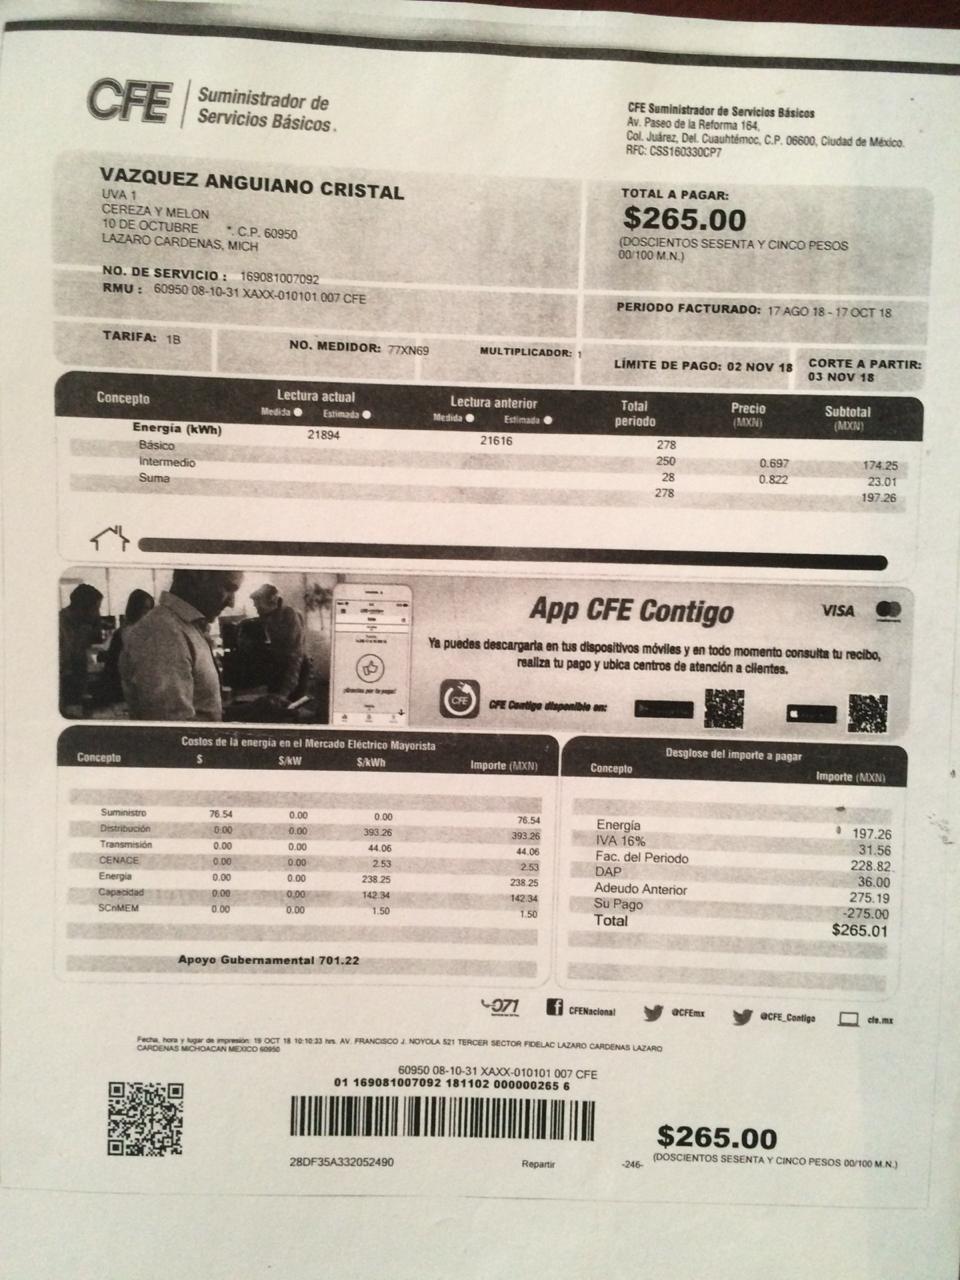 CFE Suministrador de
Servicios Básicos.
CFE Suministrador de Servicios Básicos
Av. Paseo de la Reforma 164,
Col. Juárez, Del. Cuauhtémoc, C.P. 06600, Ciudad de México.
RFC: CSS160330CP7
VAZQUEZ ANGUIANO CRISTAL
UVA 1
CEREZA Y MELON
10 DE OCTUBRE *. C.P. 60950
LAZARO CARDENAS, MICH
NO. DE SERVICIO : 169081007092
RMU : 60950 08-10-31 XAXX-010101 007 CFE
TOTAL A PAGAR:
$265.00
(DOSCIENTOS SESENTA Y CINCO PESOS
00/100 M.N.)
PERIODO FACTURADO: 17 AGO 18 - 17 OCT 18
TARIFA: 1B
NO. MEDIDOR: 77XN69
MULTIPLICADOR: 1
LÍMITE DE PAGO: 02 NOV 18
CORTE A PARTIR:
03 NOV 18
Concepto
Lectura actual
Medida Estimada
Lectura anterior
Medida Estimada
Total
periodo
Precio
(MXN)
Subtotal
(MXN)
Energía (kWh) 21894 21616 278
Básico 250 0.697 174.25
Intermedio 28 0.822 23.01
Suma 278 197.26
App CFE Contigo
VISA
Ya puedes descargarla en tus dispositivos móviles y en todo momento consulta tu recibo,
realiza tu pago y ubica centros de atención a clientes.
CFE
CFE Contigo disponible en:
Costos de la energía en el Mercado Eléctrico Mayorista
Concepto $ $/kW $/kWh Importe (MXN)
Suministro 76.54 0.00 0.00 76.54
Distribución 0.00 0.00 393.26 393.26
Transmisión 0.00 0.00 44.06 44.06
CENACE 0.00 0.00 2.53 2.53
Energía 0.00 0.00 238.25 238.25
Capacidad 0.00 0.00 142.34 142.34
SCnMEM 0.00 0.00 1.50 1.50
Apoyo Gubernamental 701.22
Desglose del importe a pagar
Concepto Importe (MXN)
Energía 197.26
IVA 16% 31.56
Fac. del Periodo 228.82
DAP 36.00
Adeudo Anterior 275.19
Su Pago -275.00
Total $265.01
071
CFENacional
@CFEmx
@CFE_Contigo
cfe.mx
Fecha, hora y lugar de impresión: 19 OCT 18 10:10:33 hrs. AV. FRANCISCO J. NOYOLA 521 TERCER SECTOR FIDELAC LAZARO CARDENAS LAZARO
CARDENAS MICHOACAN MEXICO 60950
60950 08-10-31 XAXX-010101 007 CFE
01 169081007092 181102 000000265 6
28DF35A332052490
Repartir
-246-
$265.00
(DOSCIENTOS SESENTA Y CINCO PESOS 00/100 M.N.)